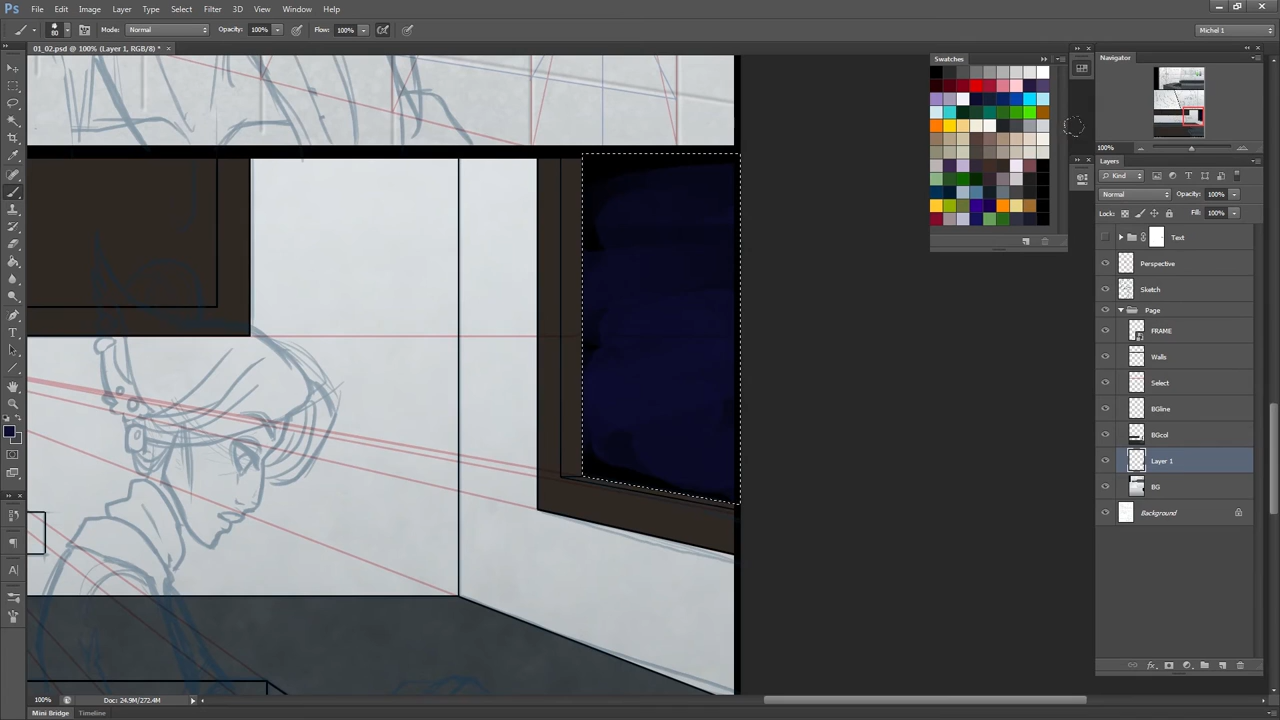 Ps File Edit Image Layer Type Select Filter 3D View Window Help
80 Mode: Normal Opacity: 100% Flow: 100% Michel 1
01_02.psd @ 100% (Layer 1, RGB/8) * ×
Swatches
Navigator
100%
Layers
Kind
Normal Opacity: 100%
Lock: Fill: 100%
Text
Perspective
Sketch
Page
FRAME
Walls
Select
BGline
BGcol
Layer 1
BG
Background
100% Doc: 24.9M/272.4M
Mini Bridge Timeline